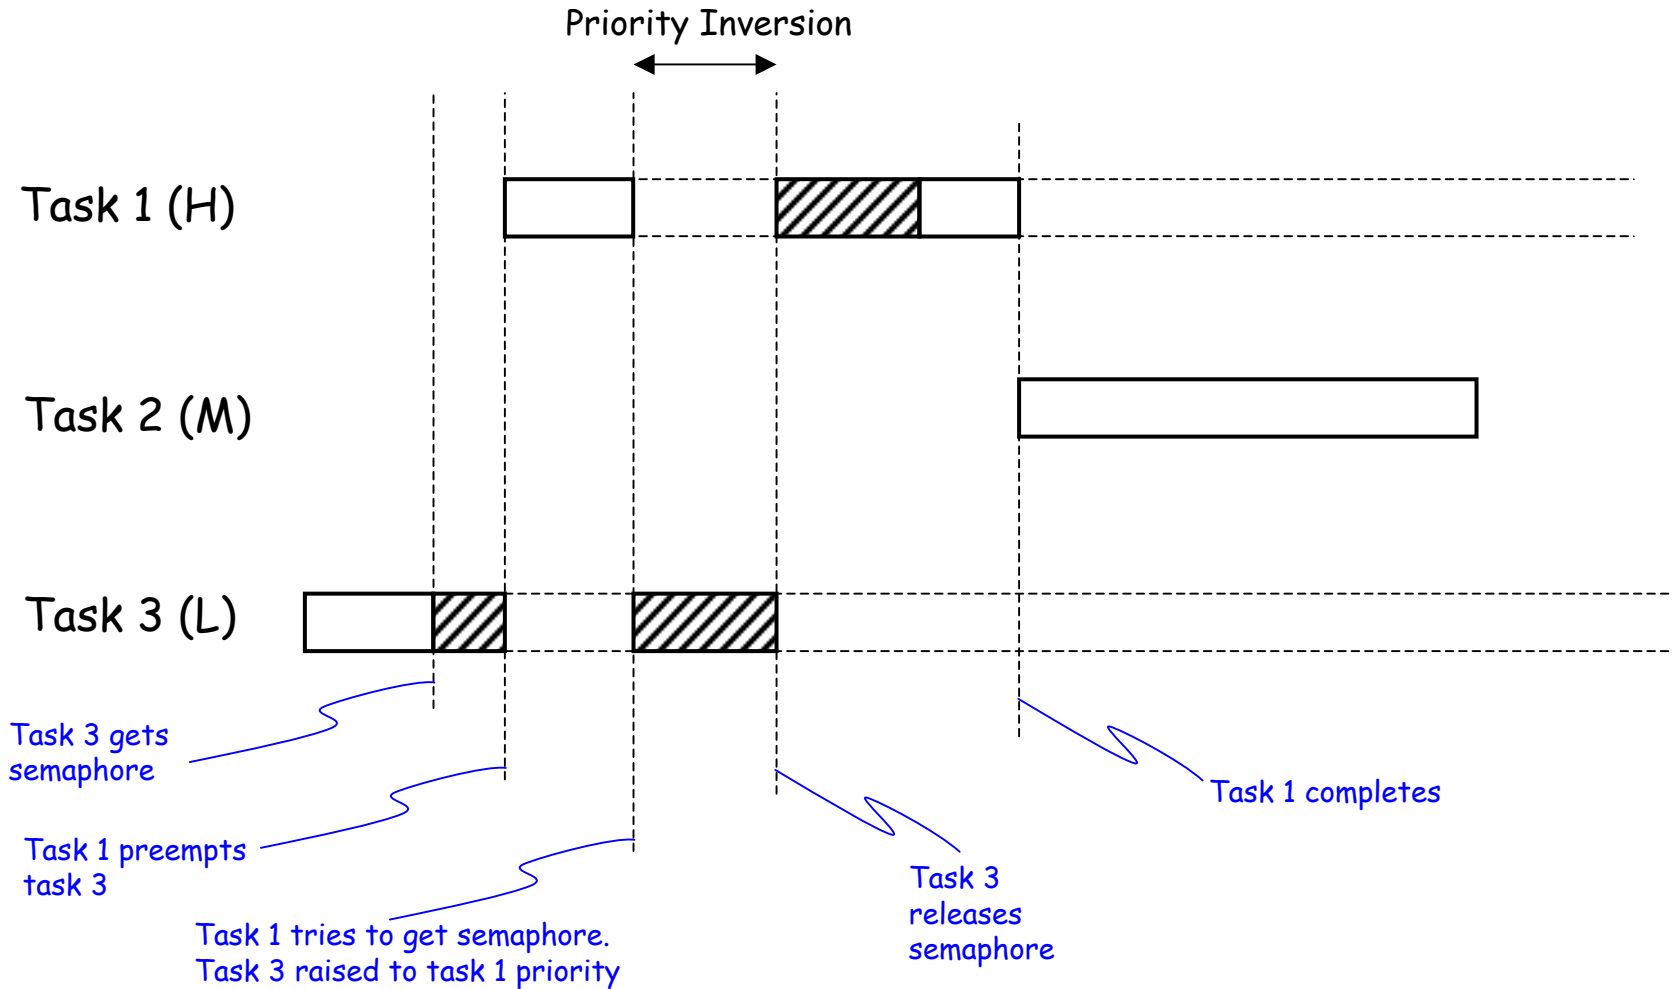 Priority Inversion
Task 1 (H)
Task 2 (M)
Task 3 (L)
Task 3 gets
semaphore
Task 1 preempts
task 3
Task 1 tries to get semaphore.
Task 3 raised to task 1 priority
Task 3
releases
semaphore
Task 1 completes